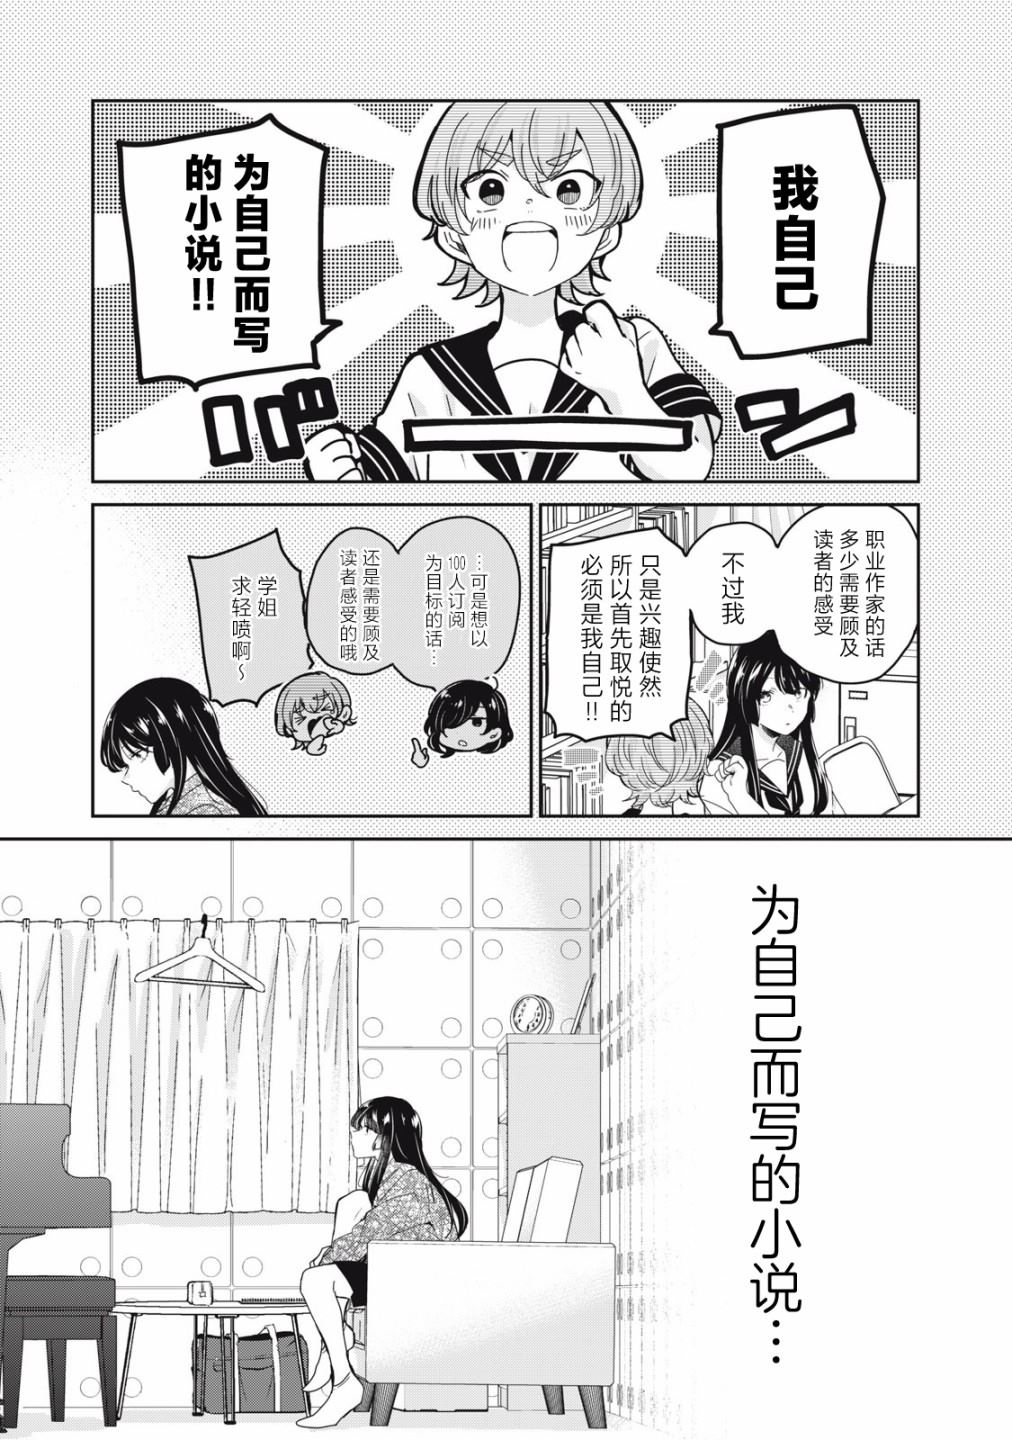 我自己
为自己而写
的小说!!
职业作家的话
多少需要顾及
读者的感受
不过我
只是兴趣使然
所以首先取悦的
必须是我自己!!
…可是想以
100人订阅
为目标的话…
还是需要顾及
读者感受的哦
学姐
求轻喷啊～
为自己而写的小说…